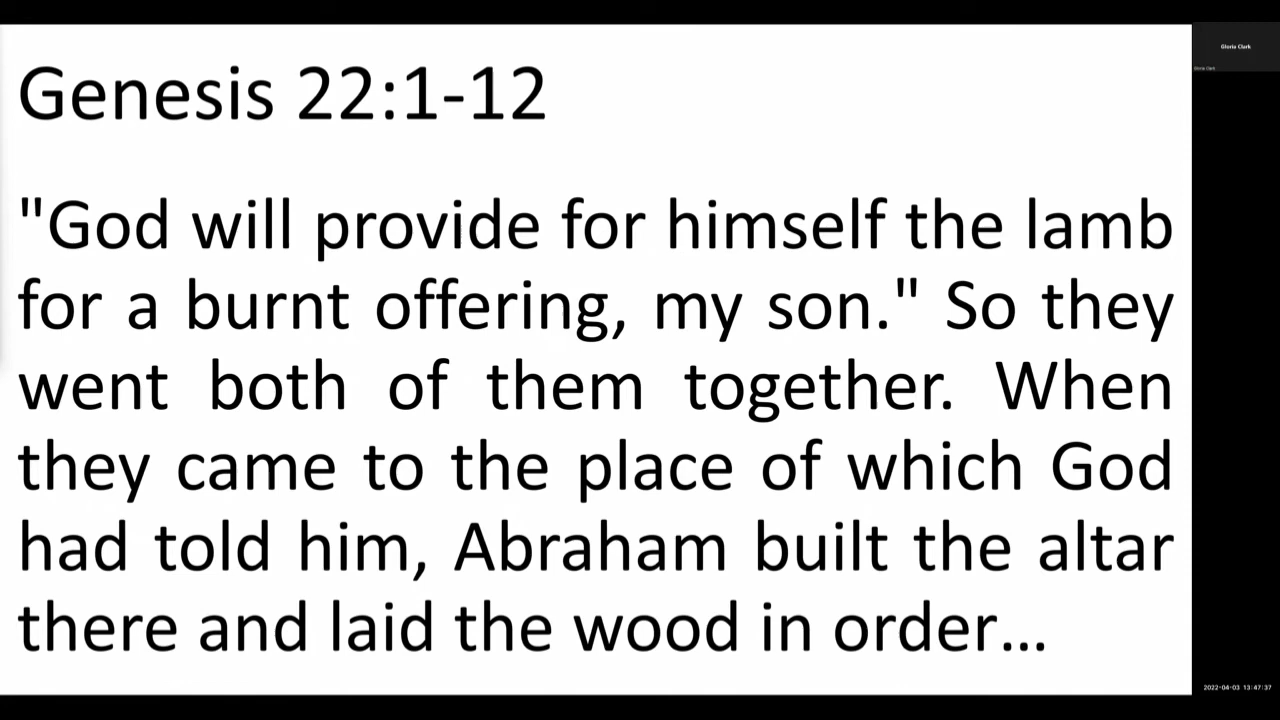 Genesis 22:1-12
"God will provide for himself the lamb
for a burnt offering, my son." So they
went both of them together. When
they came to the place of which God
had told him, Abraham built the altar
there and laid the wood in order...
Gloria Clark
Gloria Clark
2022-04-03 13:47:37